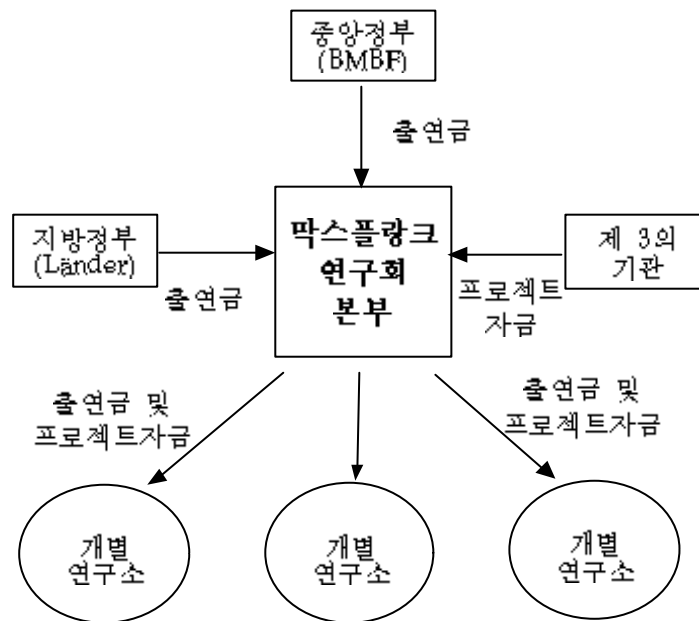 중앙정부
(BMBF)
출연금
지방정부
(Länder)
출연금
막스플랑크
연구회
본부
제 3의
기관
프로젝트
자금
출연금 및
프로젝트자금
출연금 및
프로젝트자금
개별
연구소
개별
연구소
개별
연구소